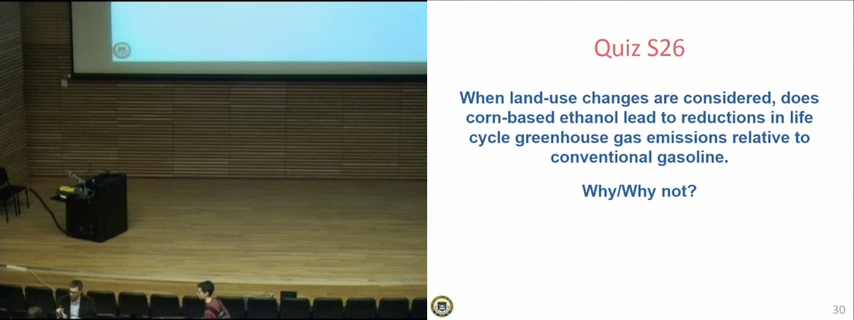 Quiz S26
When land-use changes are considered, does
corn-based ethanol lead to reductions in life
cycle greenhouse gas emissions relative to
conventional gasoline.
Why/Why not?
30